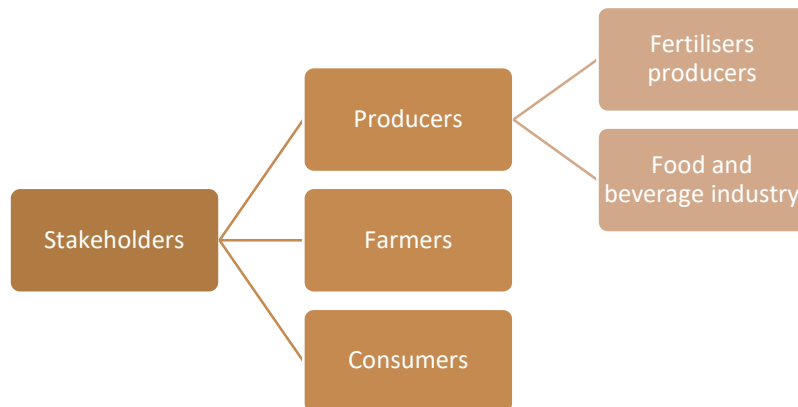 Fertilisers
producers
Producers
Food and
beverage industry
Stakeholders
Farmers
Consumers